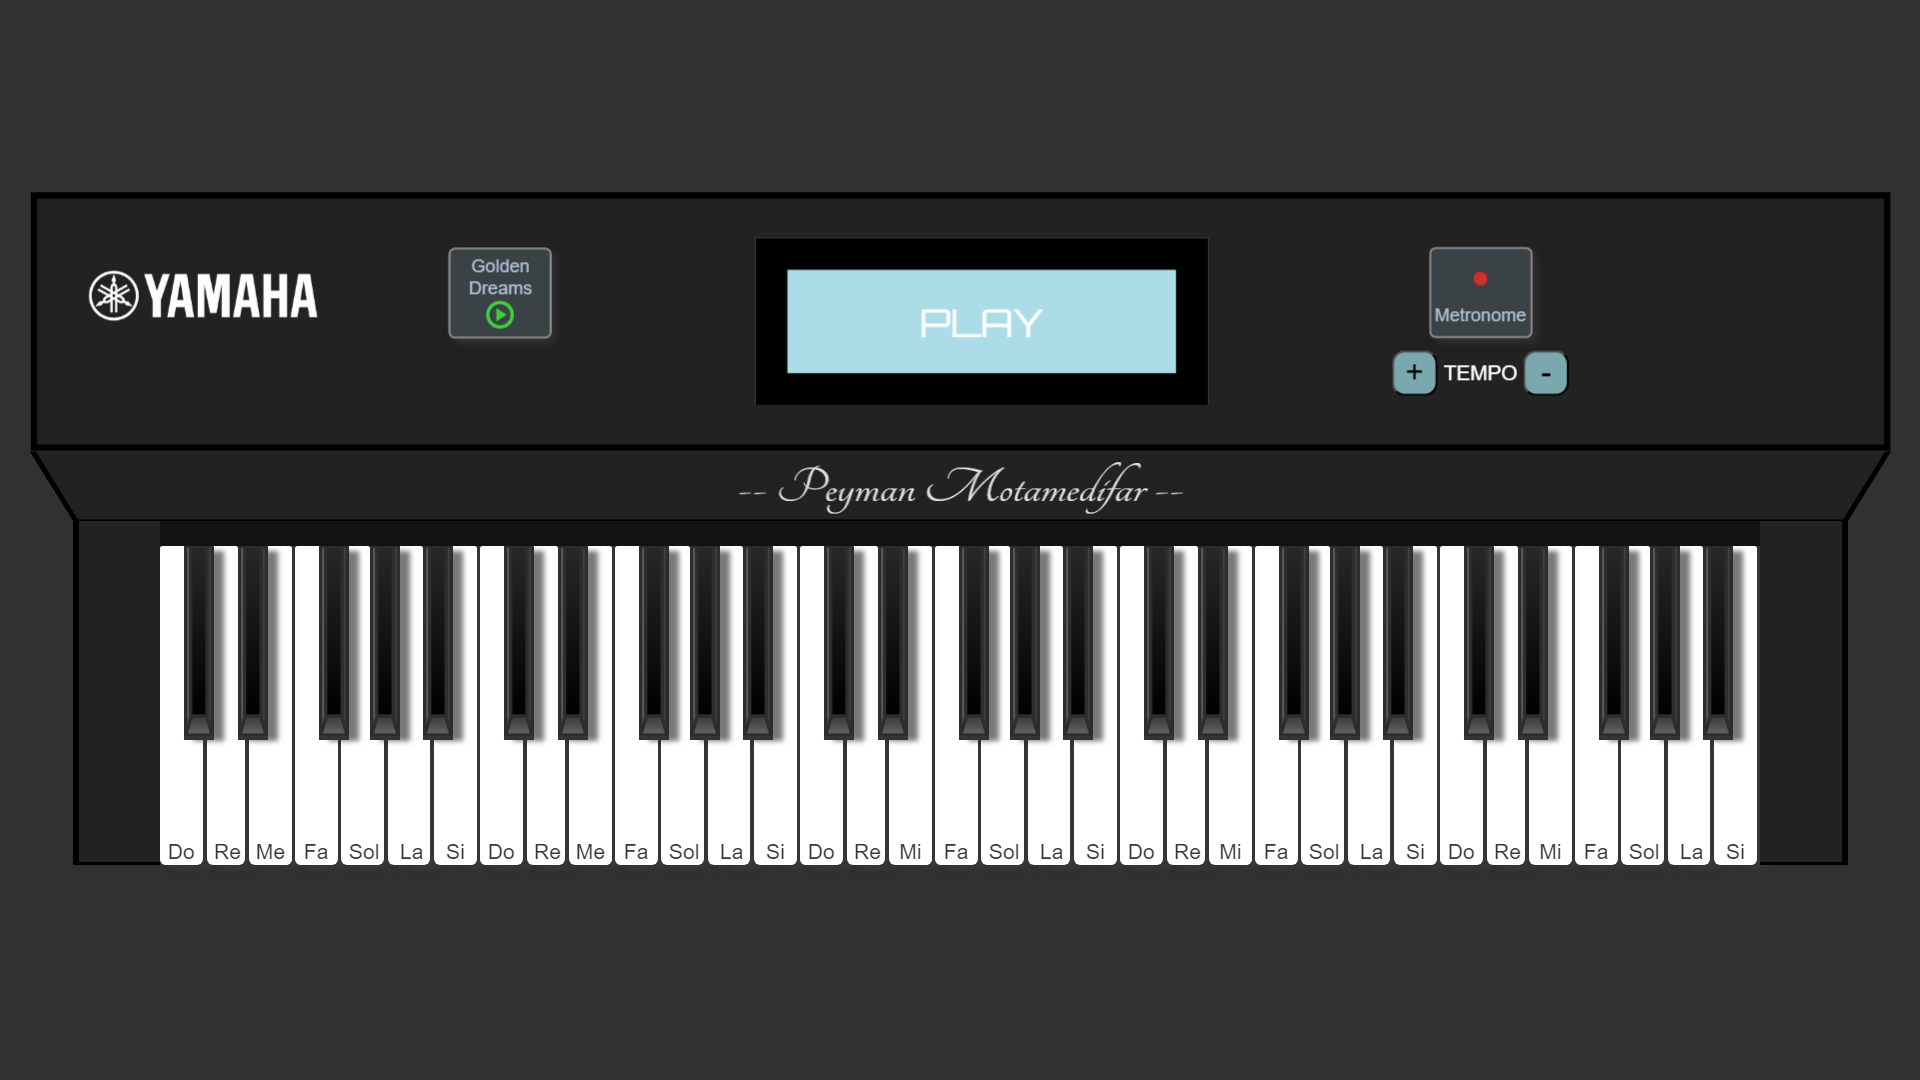 YAMAHA
Golden
Dreams
PLAY
Metronome
+ TEMPO -
-- Peyman Motamedifar --
Do Re Me Fa Sol La Si Do Re Me Fa Sol La Si Do Re Mi Fa Sol La Si Do Re Mi Fa Sol La Si Do Re Mi Fa Sol La Si